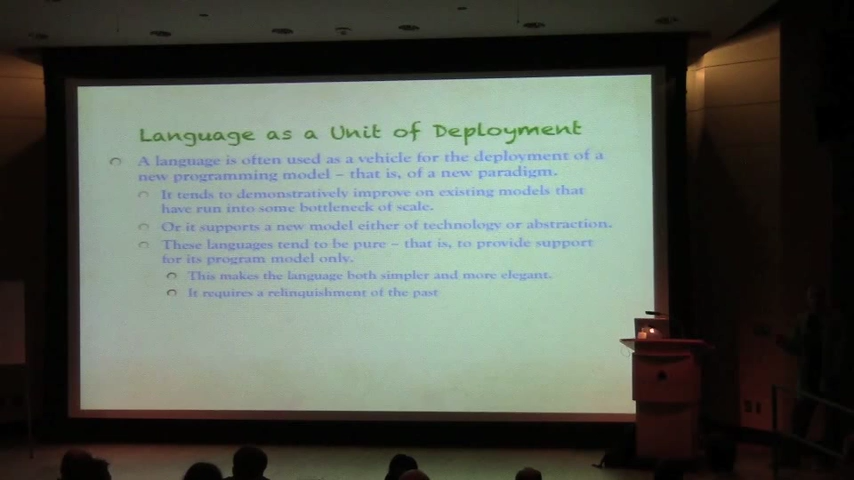 Language as a Unit of Deployment
A language is often used as a vehicle for the deployment of a
new programming model – that is, of a new paradigm.
It tends to demonstratively improve on existing models that
have run into some bottleneck of scale.
Or it supports a new model either of technology or abstraction.
These languages tend to be pure – that is, to provide support
for its program model only.
This makes the language both simpler and more elegant.
It requires a relinquishment of the past